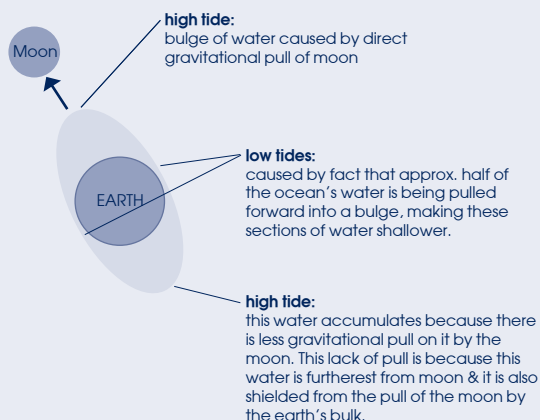 Moon
high tide:
bulge of water caused by direct
gravitational pull of moon
EARTH
low tides:
caused by fact that approx. half of
the ocean's water is being pulled
forward into a bulge, making these
sections of water shallower.
high tide:
this water accumulates because there
is less gravitational pull on it by the
moon. This lack of pull is because this
water is furtherest from moon & it is also
shielded from the pull of the moon by
the earth's bulk.